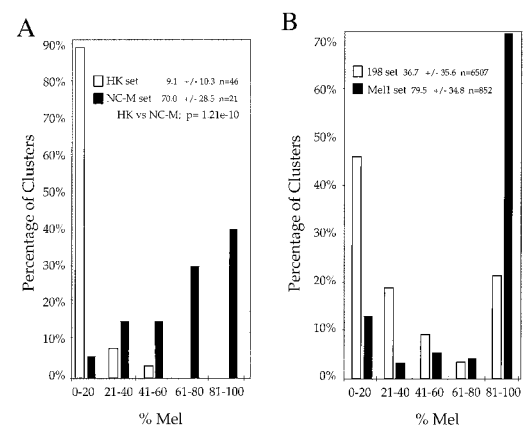 A
90%
80%
70%
60%
50%
40%
30%
20%
10%
0%
Percentage of Clusters
HK set 9.1 +/- 10.3 n=46
NC-M set 70.0 +/- 28.5 n=21
HK vs NC-M; p= 1.21e-10
0-20 21-40 41-60 61-80 81-100
% Mel
B
70%
60%
50%
40%
30%
20%
10%
0%
Percentage of Clusters
198 set 36.7 +/- 35.6 n=6507
Mel1 set 79.5 +/- 34.8 n=852
0-20 21-40 41-60 61-80 81-100
% Mel